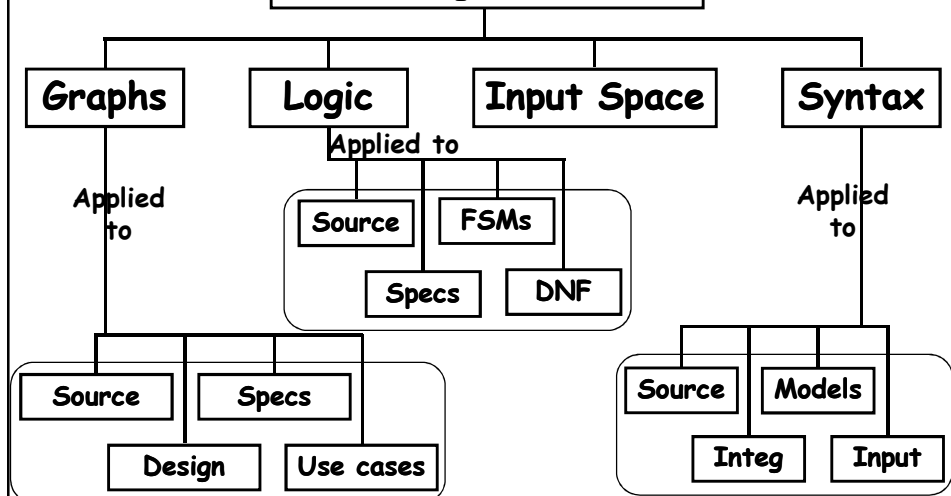 Graphs
Logic
Input Space
Syntax
Applied to
Applied
to
Applied
to
Source
FSMs
Specs
DNF
Source
Specs
Design
Use cases
Source
Models
Integ
Input